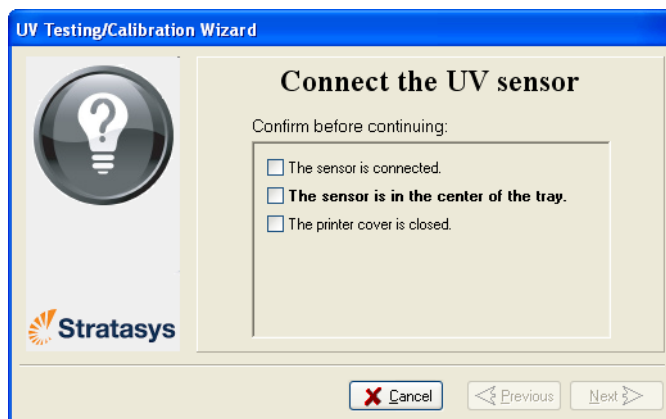 UV Testing/Calibration Wizard
Connect the UV sensor
Confirm before continuing:
The sensor is connected.
The sensor is in the center of the tray.
The printer cover is closed.
Stratasys
Cancel
Previous
Next